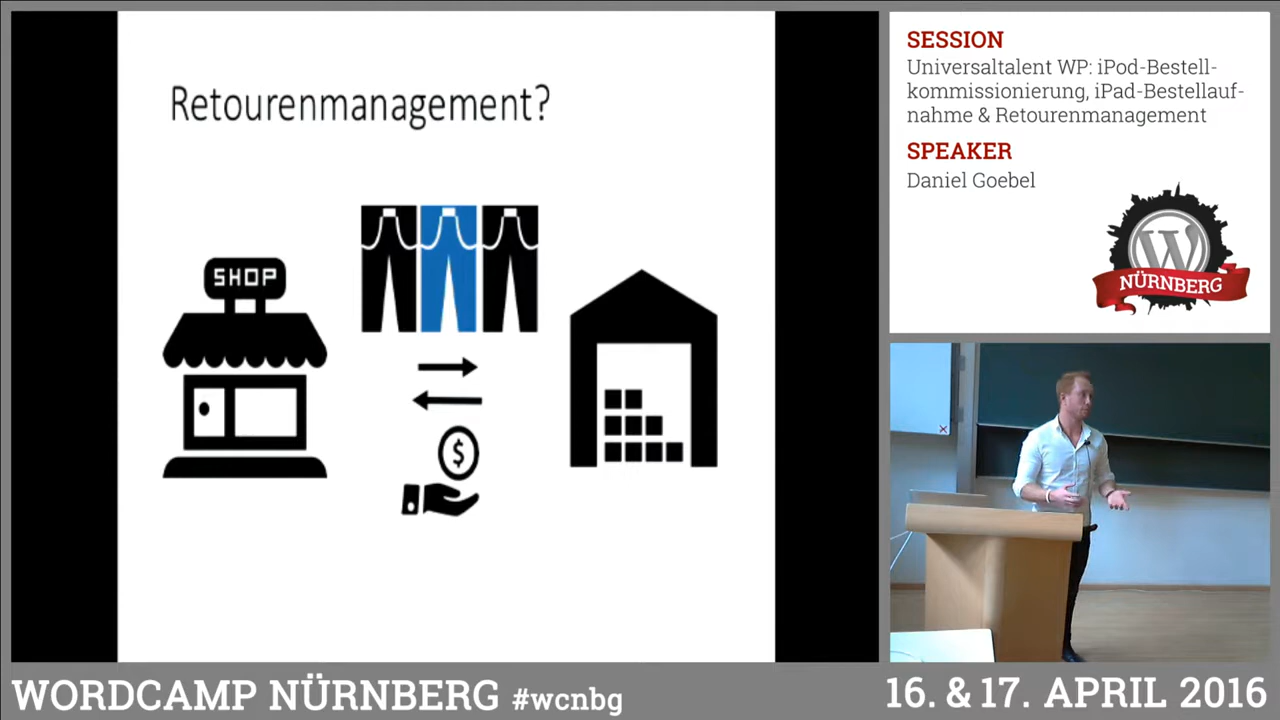 Retourenmanagement?
SHOP
$
SESSION
Universaltalent WP: iPod-Bestell-
kommissionierung, iPad-Bestellauf-
nahme & Retourenmanagement
SPEAKER
Daniel Goebel
W
NÜRNBERG
WORDCAMP NÜRNBERG #wcnbg
16. & 17. APRIL 2016